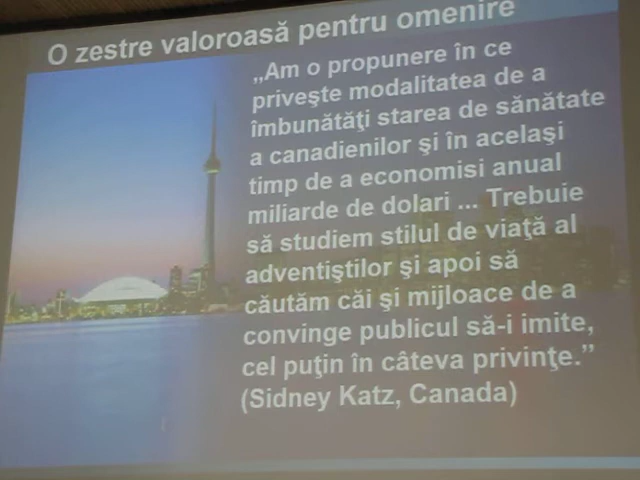 O zestre valoroasă pentru omenire
„Am o propunere în ce
priveşte modalitatea de a
îmbunătăţi starea de sănătate
a canadienilor şi în acelaşi
timp de a economisi anual
miliarde de dolari ... Trebuie
să studiem stilul de viaţă al
adventiştilor şi apoi să
căutăm căi şi mijloace de a
convinge publicul să-i imite,
cel puţin în câteva privinţe.”
(Sidney Katz, Canada)